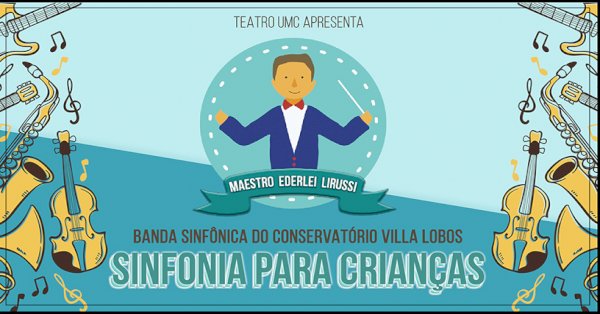 TEATRO UMC APRESENTA
MAESTRO EDERLEI LIRUSSI
BANDA SINFÔNICA DO CONSERVATÓRIO VILLA LOBOS
SINFONIA PARA CRIANÇAS